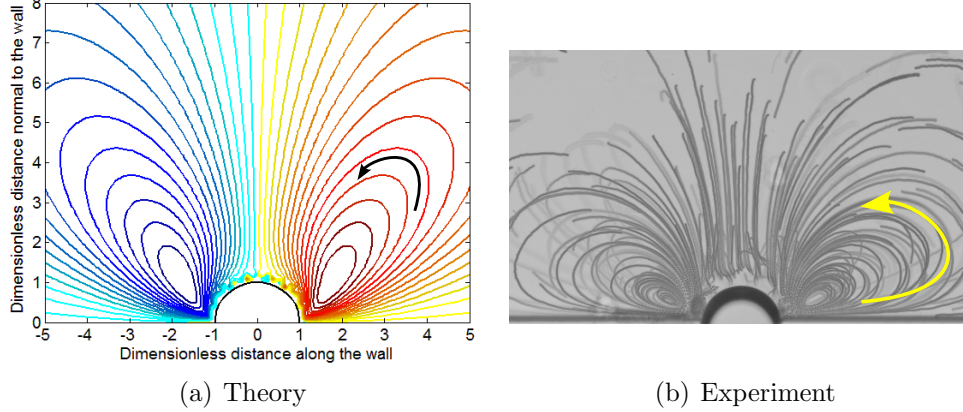 Dimensionless distance normal to the wall
8
7
6
5
4
3
2
1
0
-5 -4 -3 -2 -1 0 1 2 3 4 5
Dimensionless distance along the wall
(a) Theory
(b) Experiment